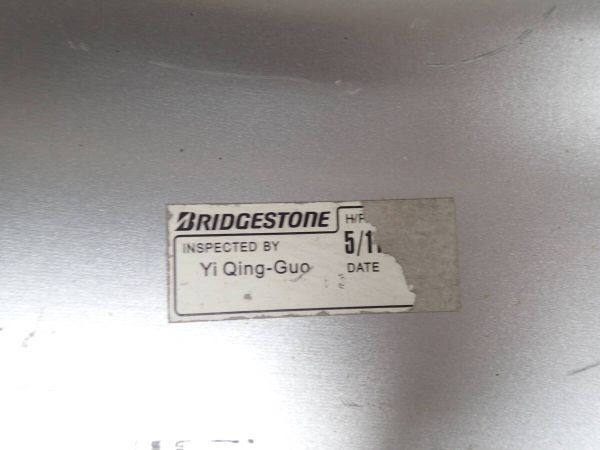 BRIDGESTONE
INSPECTED BY
Yi Qing-Guo
5/1
DATE